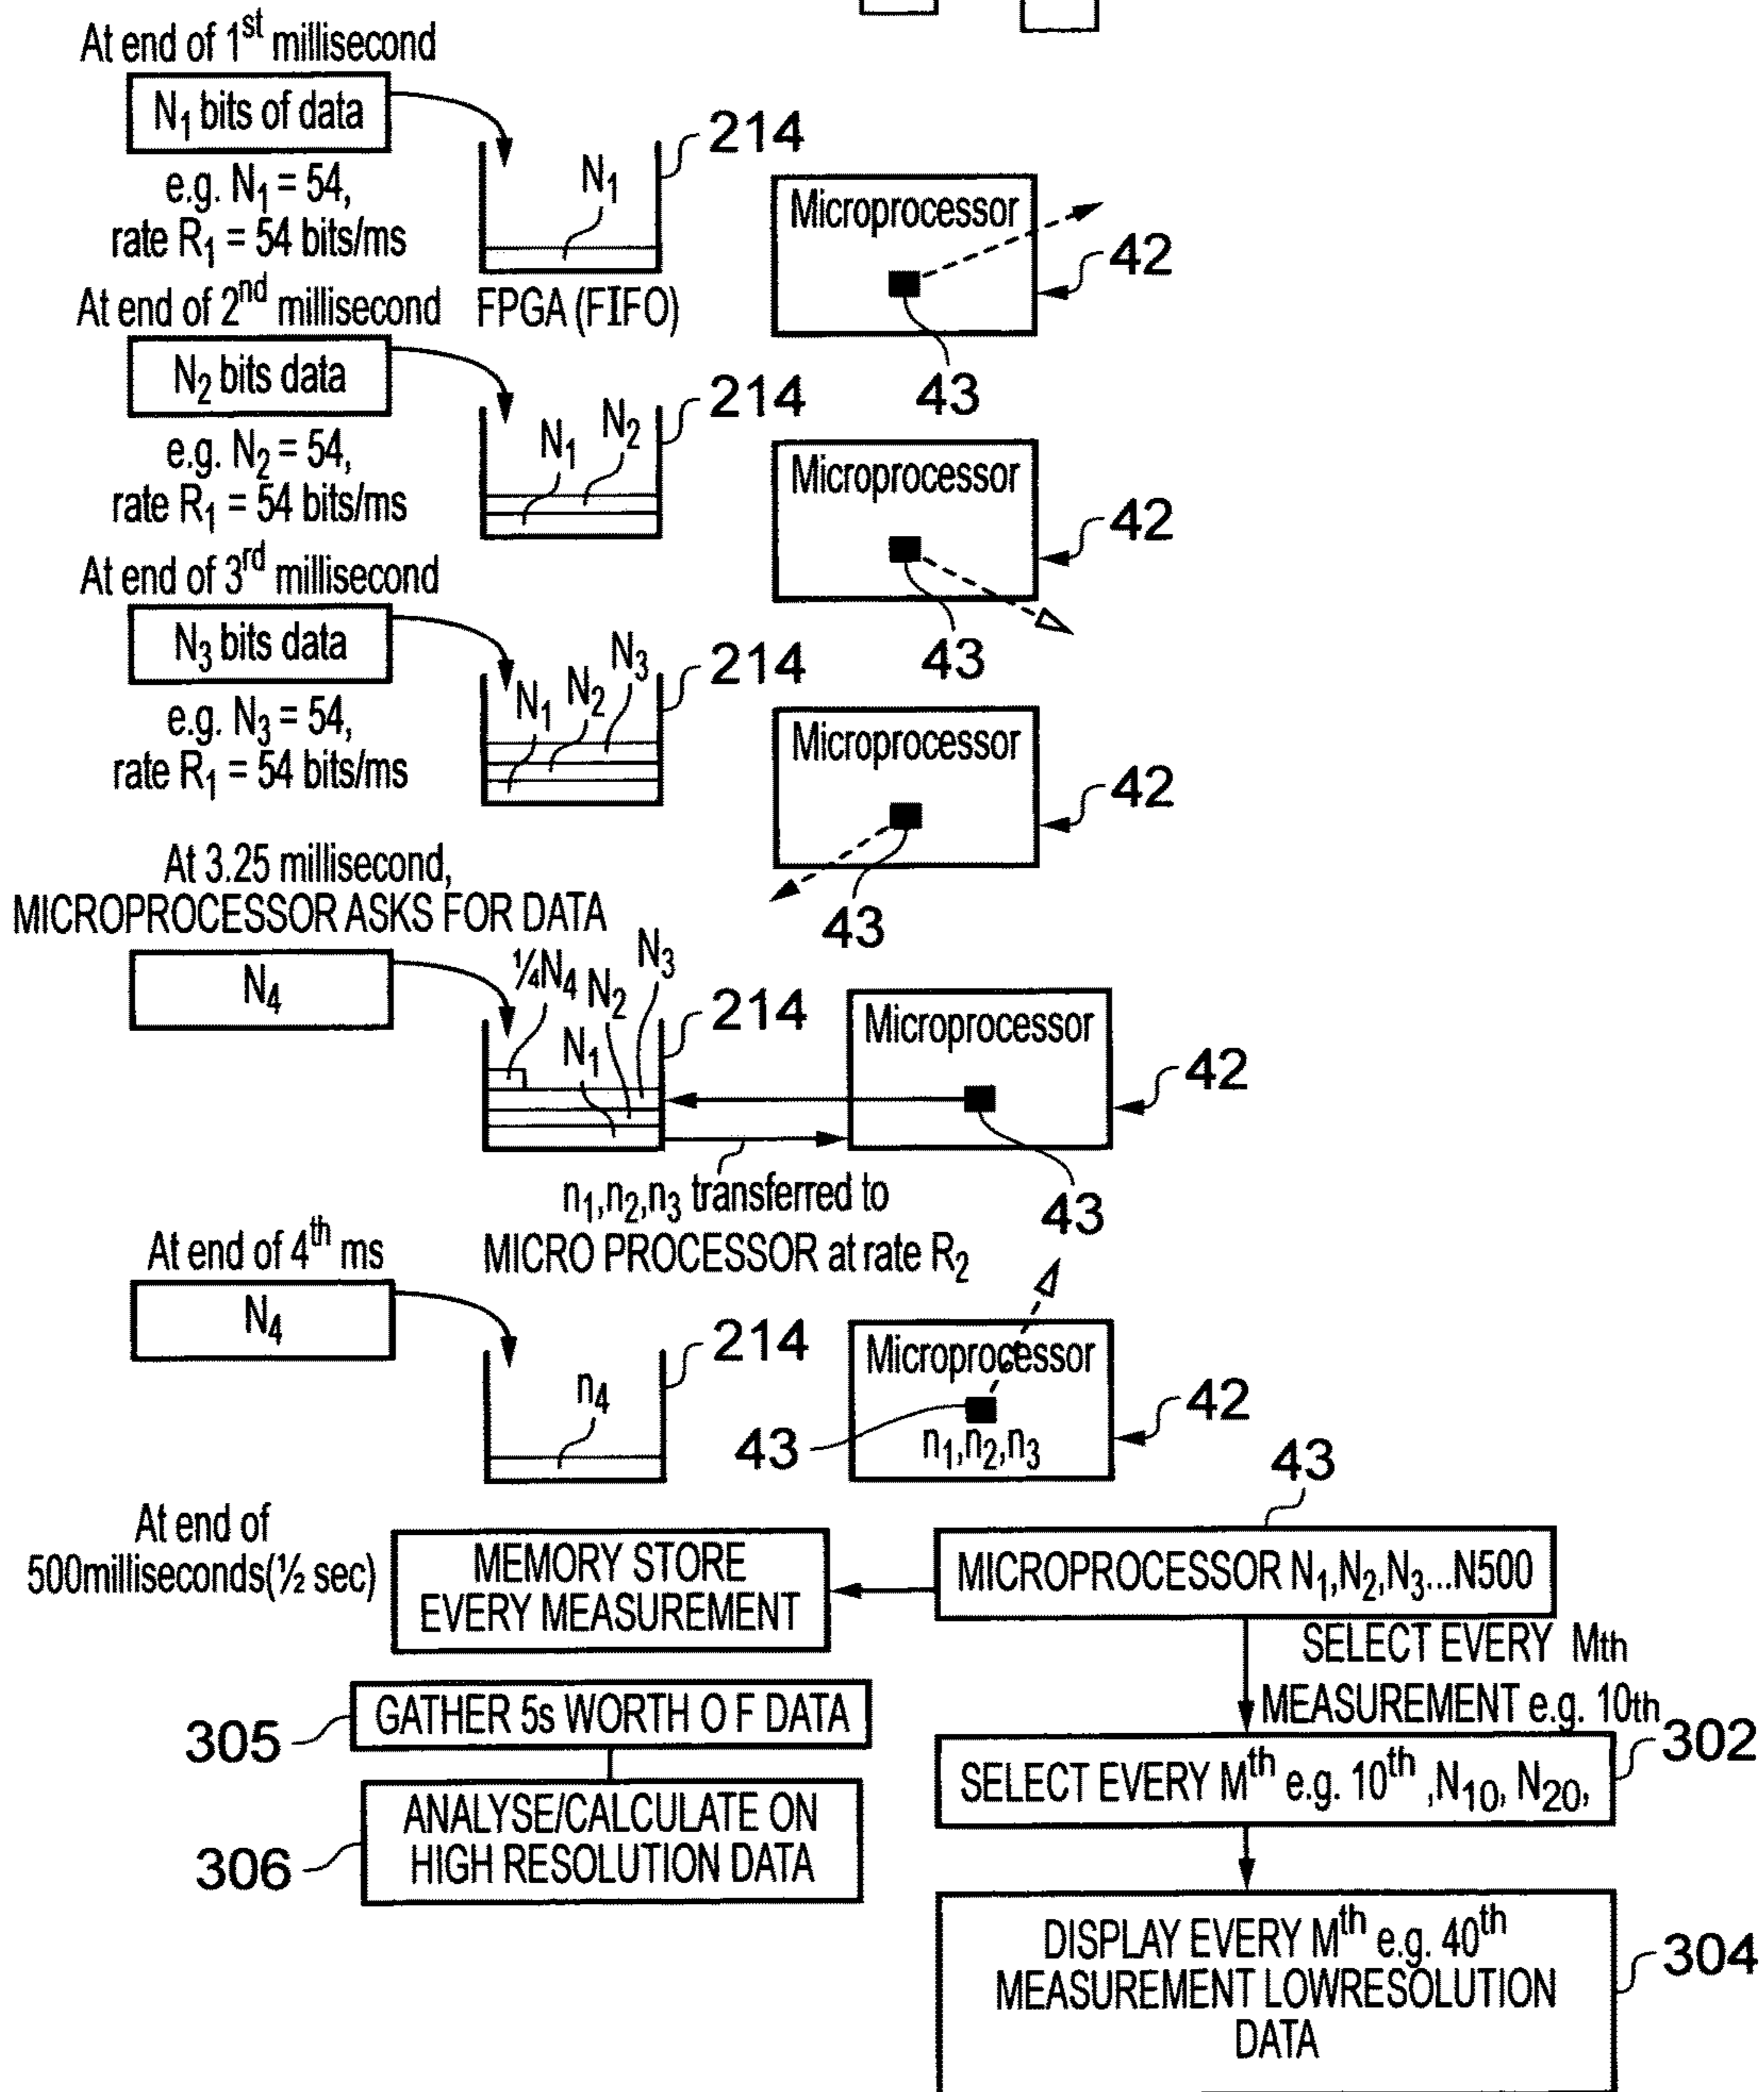 At end of 1st millisecond
N1 bits of data
e.g. N1 = 54,
rate R1 = 54 bits/ms
N1
214
FPGA (FIFO)
Microprocessor
42
43
At end of 2nd millisecond
N2 bits data
e.g. N2 = 54,
rate R1 = 54 bits/ms
N1
N2
214
Microprocessor
42
43
At end of 3rd millisecond
N3 bits data
e.g. N3 = 54,
rate R1 = 54 bits/ms
N1
N2
N3
214
Microprocessor
42
43
At 3.25 millisecond,
MICROPROCESSOR ASKS FOR DATA
N4
¼N4
N2
N3
N1
214
Microprocessor
42
43
n1,n2,n3 transferred to
MICRO PROCESSOR at rate R2
At end of 4th ms
N4
n4
214
Microprocessor
n1,n2,n3
42
43
At end of
500milliseconds(½ sec)
MEMORY STORE
EVERY MEASUREMENT
43
MICROPROCESSOR N1,N2,N3...N500
SELECT EVERY Mth
MEASUREMENT e.g. 10th
GATHER 5s WORTH O F DATA
305
SELECT EVERY Mth e.g. 10th ,N10, N20,
302
ANALYSE/CALCULATE ON
HIGH RESOLUTION DATA
306
DISPLAY EVERY Mth e.g. 40th
MEASUREMENT LOWRESOLUTION
DATA
304